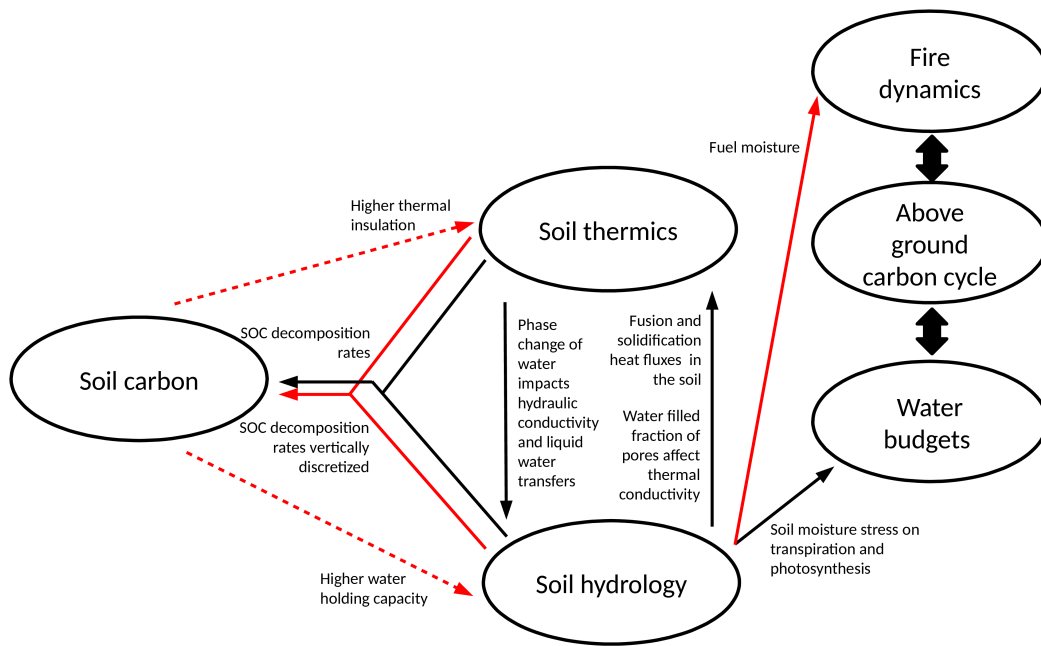 Fire
dynamics
Fuel moisture
Higher thermal
insulation
Soil thermics
Above
ground
carbon cycle
SOC decomposition
rates
Soil carbon
SOC decomposition
rates vertically
discretized
Phase
change of
water
impacts
hydraulic
conductivity
and liquid
water
transfers
Fusion and
solidification
heat fluxes in
the soil
Water filled
fraction of
pores affect
thermal
conductivity
Water
budgets
Soil moisture stress on
transpiration and
photosynthesis
Higher water
holding capacity
Soil hydrology